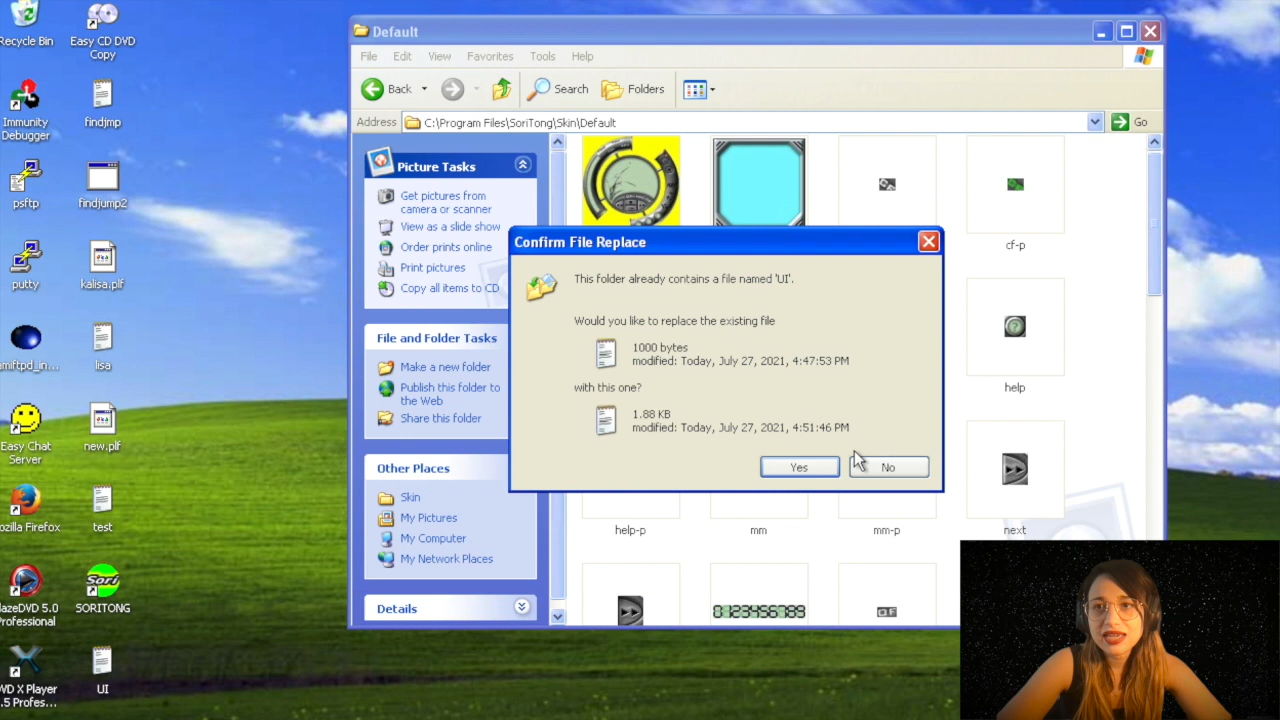 Recycle Bin
Easy CD DVD
Copy
Immunity
Debugger
findjmp
psftp
findjump2
putty
kalisa.plf
lisa
Easy Chat
Server
new.plf
test
Professional
SORITONG
UI
Default
File Edit View Favorites Tools Help
Back Search Folders
Address C:\Program Files\SoriTong\Skin\Default Go
Picture Tasks
Get pictures from
camera or scanner
View as a slide show
Order prints online
Print pictures
Copy all items to CD
File and Folder Tasks
Make a new folder
Publish this folder to
the Web
Share this folder
Other Places
Skin
My Pictures
My Computer
My Network Places
Details
cf-p
help
help-p
mm
mm-p
next
0123456789
Confirm File Replace
This folder already contains a file named 'UI'.
Would you like to replace the existing file
1000 bytes
modified: Today, July 27, 2021, 4:47:53 PM
with this one?
1.88 KB
modified: Today, July 27, 2021, 4:51:46 PM
Yes No